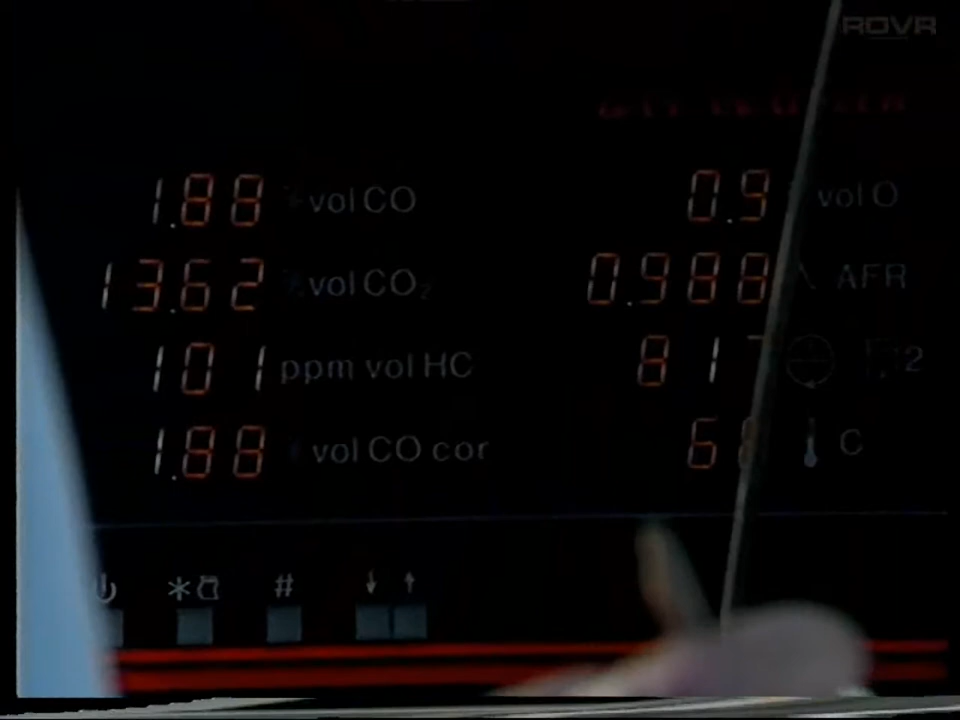 ROVR
1.88 % vol CO
0.9 vol O
13.62 % vol CO₂
0.988 λ AFR
101 ppm vol HC
81
1.88 vol CO cor
C
* #
↓ ↑